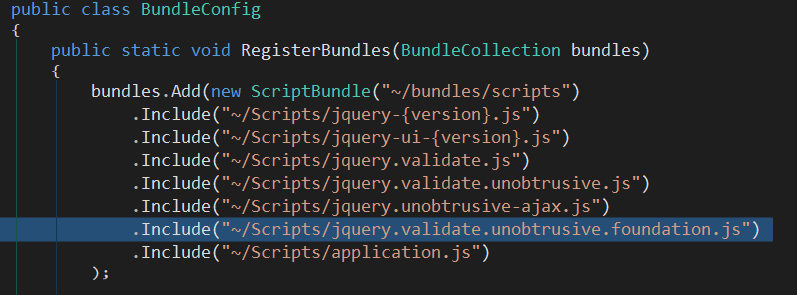 public class BundleConfig
{
public static void RegisterBundles(BundleCollection bundles)
{
bundles.Add(new ScriptBundle("~/bundles/scripts")
.Include("~/Scripts/jquery-{version}.js")
.Include("~/Scripts/jquery-ui-{version}.js")
.Include("~/Scripts/jquery.validate.js")
.Include("~/Scripts/jquery.validate.unobtrusive.js")
.Include("~/Scripts/jquery.unobtrusive-ajax.js")
.Include("~/Scripts/jquery.validate.unobtrusive.foundation.js")
.Include("~/Scripts/application.js")
);